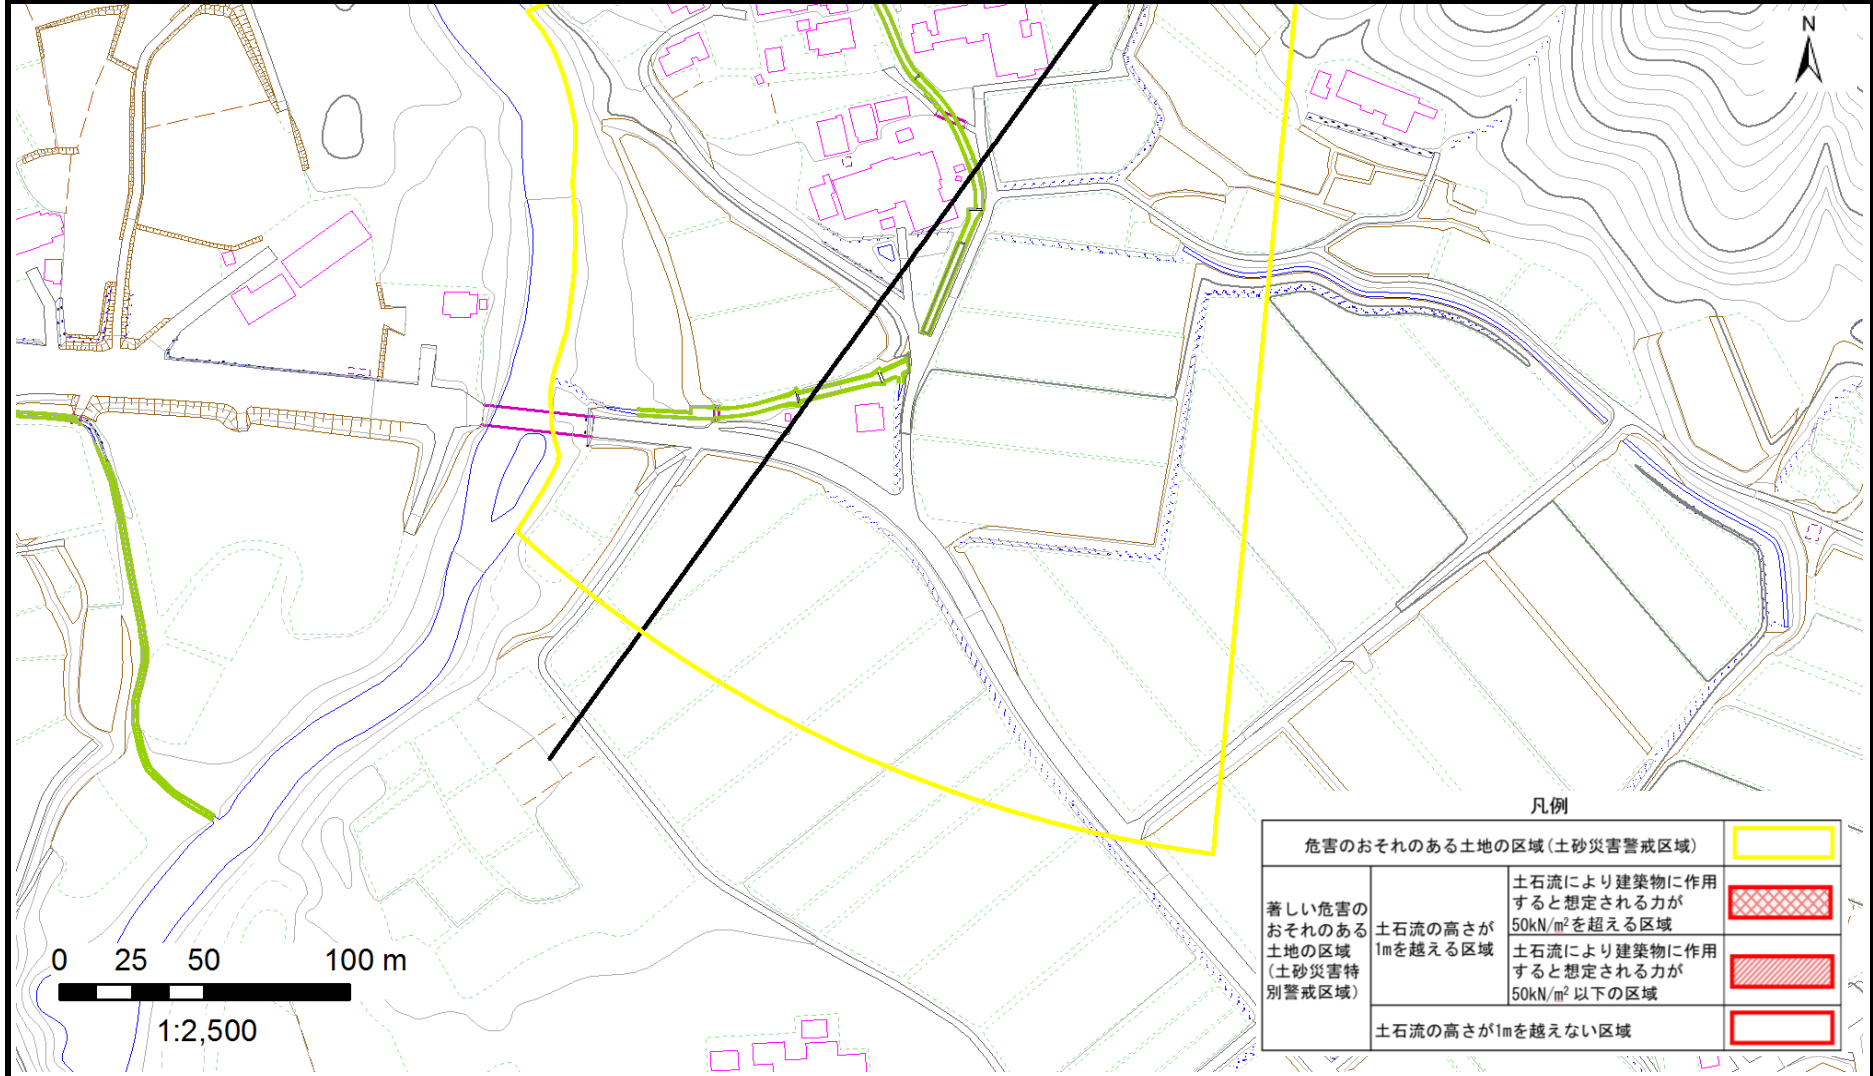 N
凡例
危害のおそれのある土地の区域(土砂災害警戒区域)
著しい危害の
おそれのある
土地の区域
(土砂災害特
別警戒区域)
土石流の高さが
1mを越える区域
土石流により建築物に作用
すると想定される力が
50kN/m²を超える区域
土石流により建築物に作用
すると想定される力が
50kN/m²以下の区域
土石流の高さが1mを越えない区域
0 25 50 100 m
1:2,500